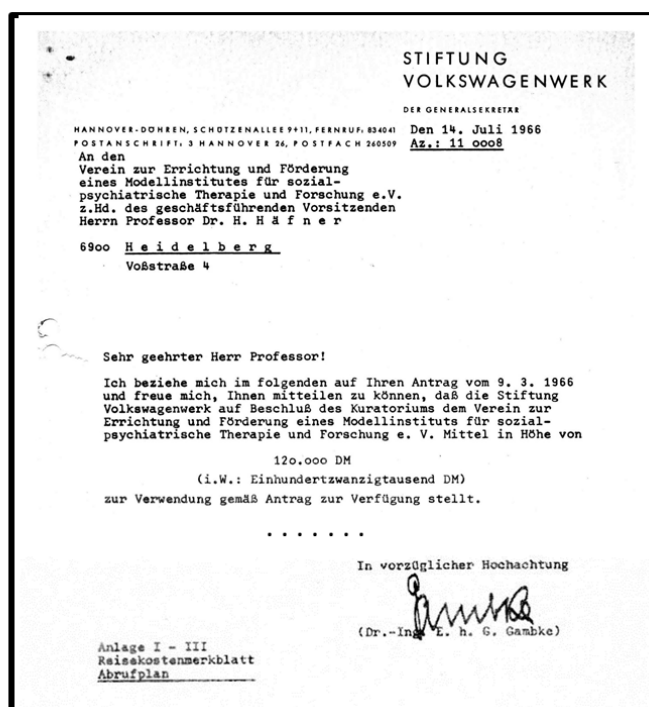 STIFTUNG
VOLKSWAGENWERK
DER GENERALSEKRETÄR
HANNOVER-DÖHREN, SCHÜTZENALLEE 9+11, FERNRUF: 834041
POSTANSCHRIFT: 3 HANNOVER 26, POSTFACH 260509
Den 14. Juli 1966
Az.: 11 0008
An den
Verein zur Errichtung und Förderung
eines Modellinstitutes für sozial-
psychiatrische Therapie und Forschung e.V.
z.Hd. des geschäftsführenden Vorsitzenden
Herrn Professor Dr. H. H ä f n e r
6900 H e i d e l b e r g
Voßstraße 4
Sehr geehrter Herr Professor!
Ich beziehe mich im folgenden auf Ihren Antrag vom 9. 3. 1966
und freue mich, Ihnen mitteilen zu können, daß die Stiftung
Volkswagenwerk auf Beschluß des Kuratoriums dem Verein zur
Errichtung und Förderung eines Modellinstituts für sozial-
psychiatrische Therapie und Forschung e. V. Mittel in Höhe von
120.000 DM
(i.W.: Einhundertzwanzigtausend DM)
zur Verwendung gemäß Antrag zur Verfügung stellt.
. . . . . . .
In vorzüglicher Hochachtung
Gambke
(Dr.-Ing. E. h. G. Gambke)
Anlage I - III
Reisekostenmerkblatt
Abrufplan